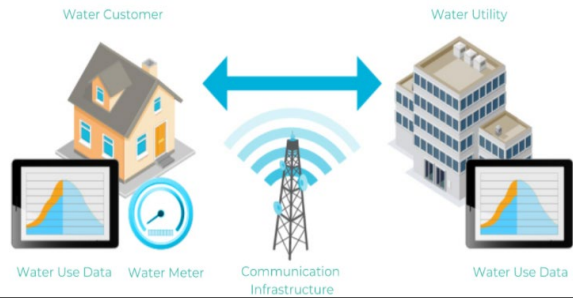 Water Customer
Water Utility
Water Use Data
Water Meter
Communication
Infrastructure
Water Use Data